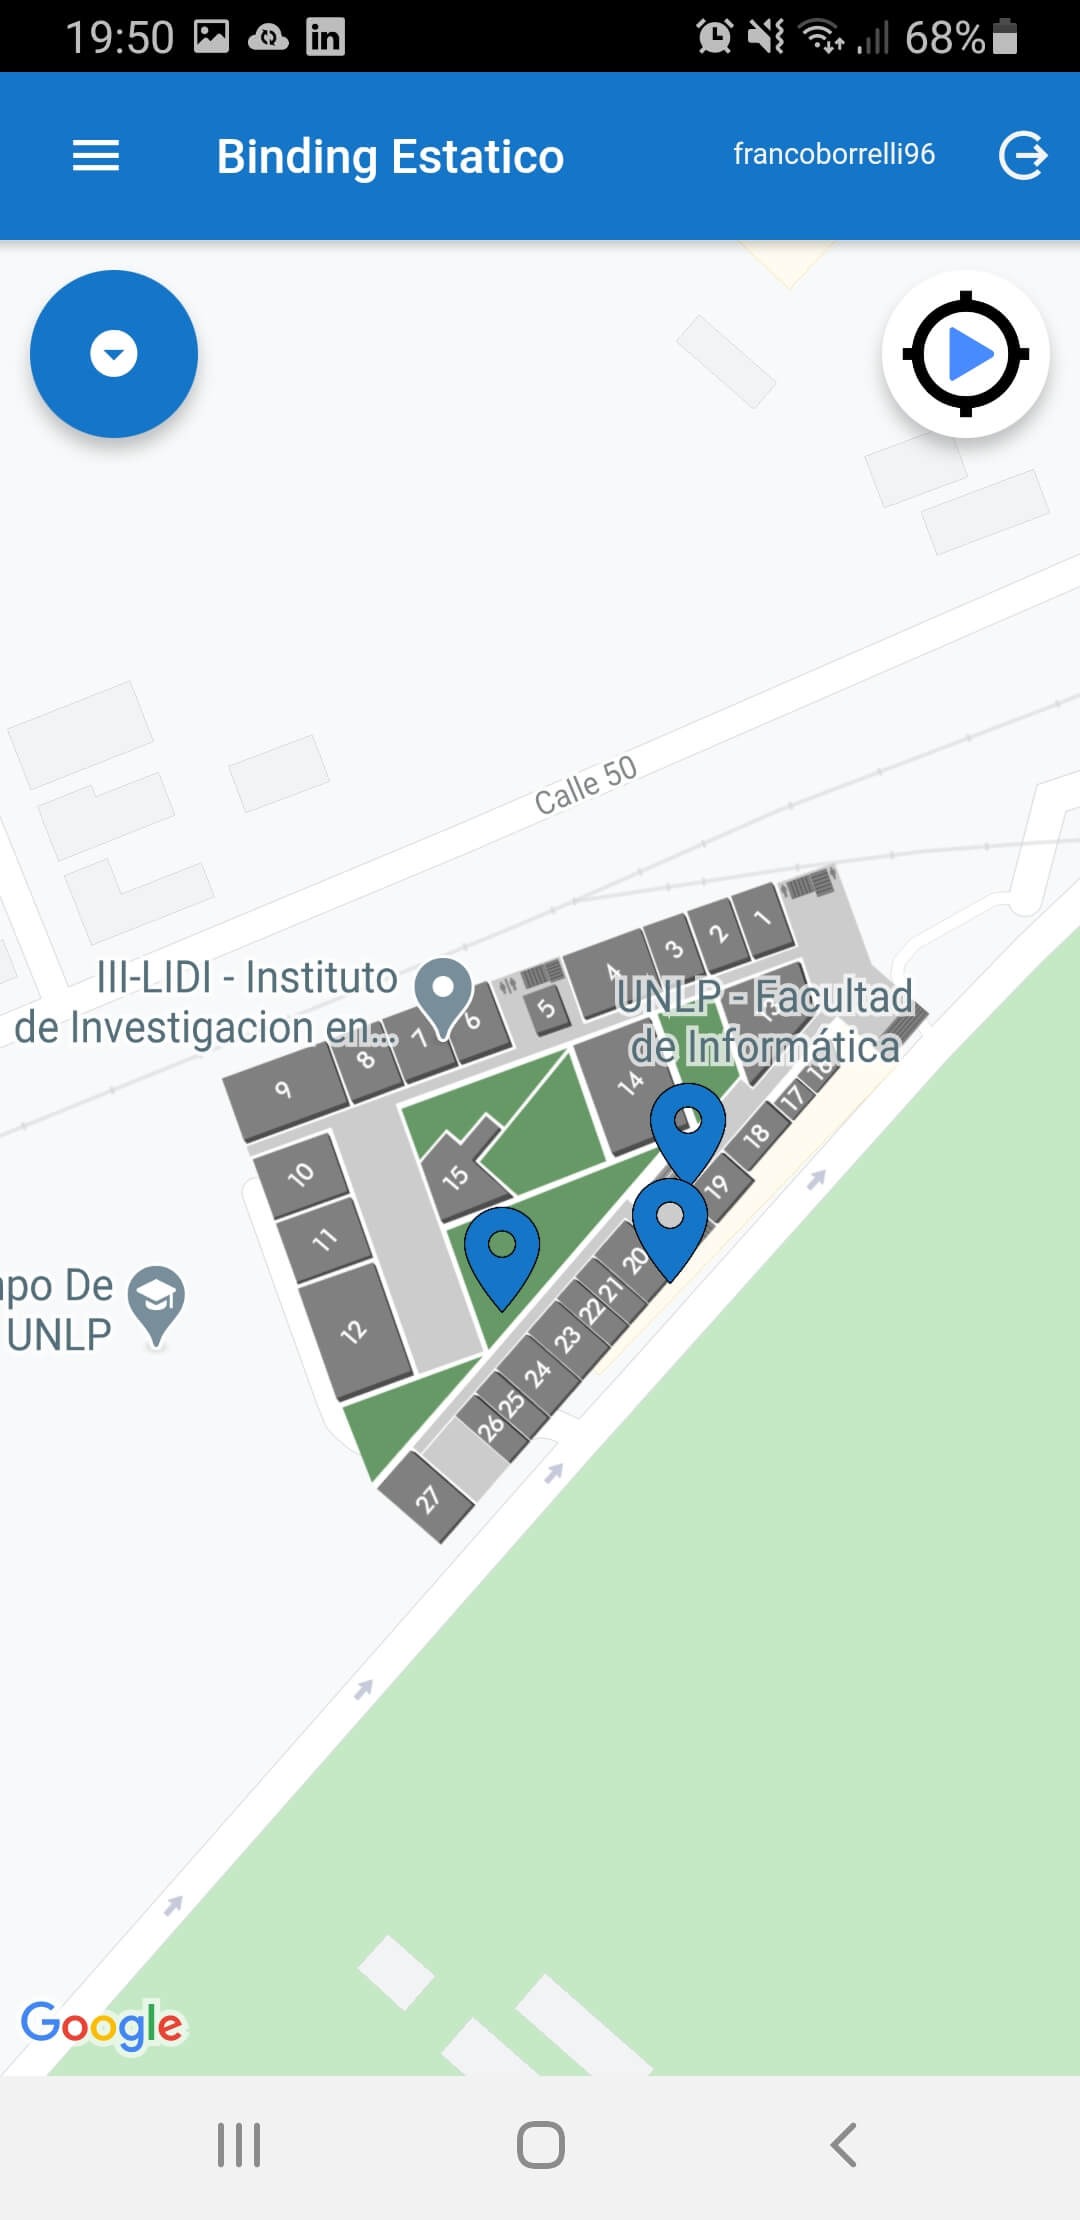 19:50
68%
Binding Estatico
francoborrelli96
Calle 50
III-LIDI - Instituto
de Investigacion en...
UNLP - Facultad
de Informática
1
2
3
4
5
6
7
8
9
10
11
12
14
15
16
17
18
19
20
21
22
23
24
25
26
27
po De
UNLP
Google